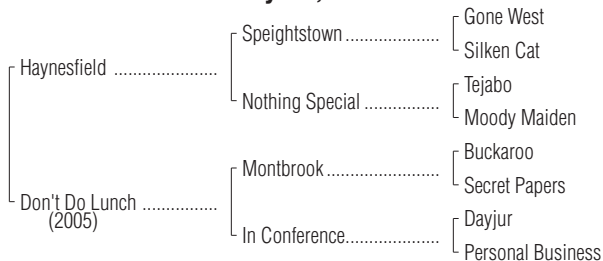 Gone West
Speightstown ...................
Silken Cat
Haynesfield .....................
Tejabo
Nothing Special ................
Moody Maiden
Buckaroo
Montbrook .......................
Secret Papers
Don't Do Lunch ...............
(2005)
Dayjur
In Conference...................
Personal Business